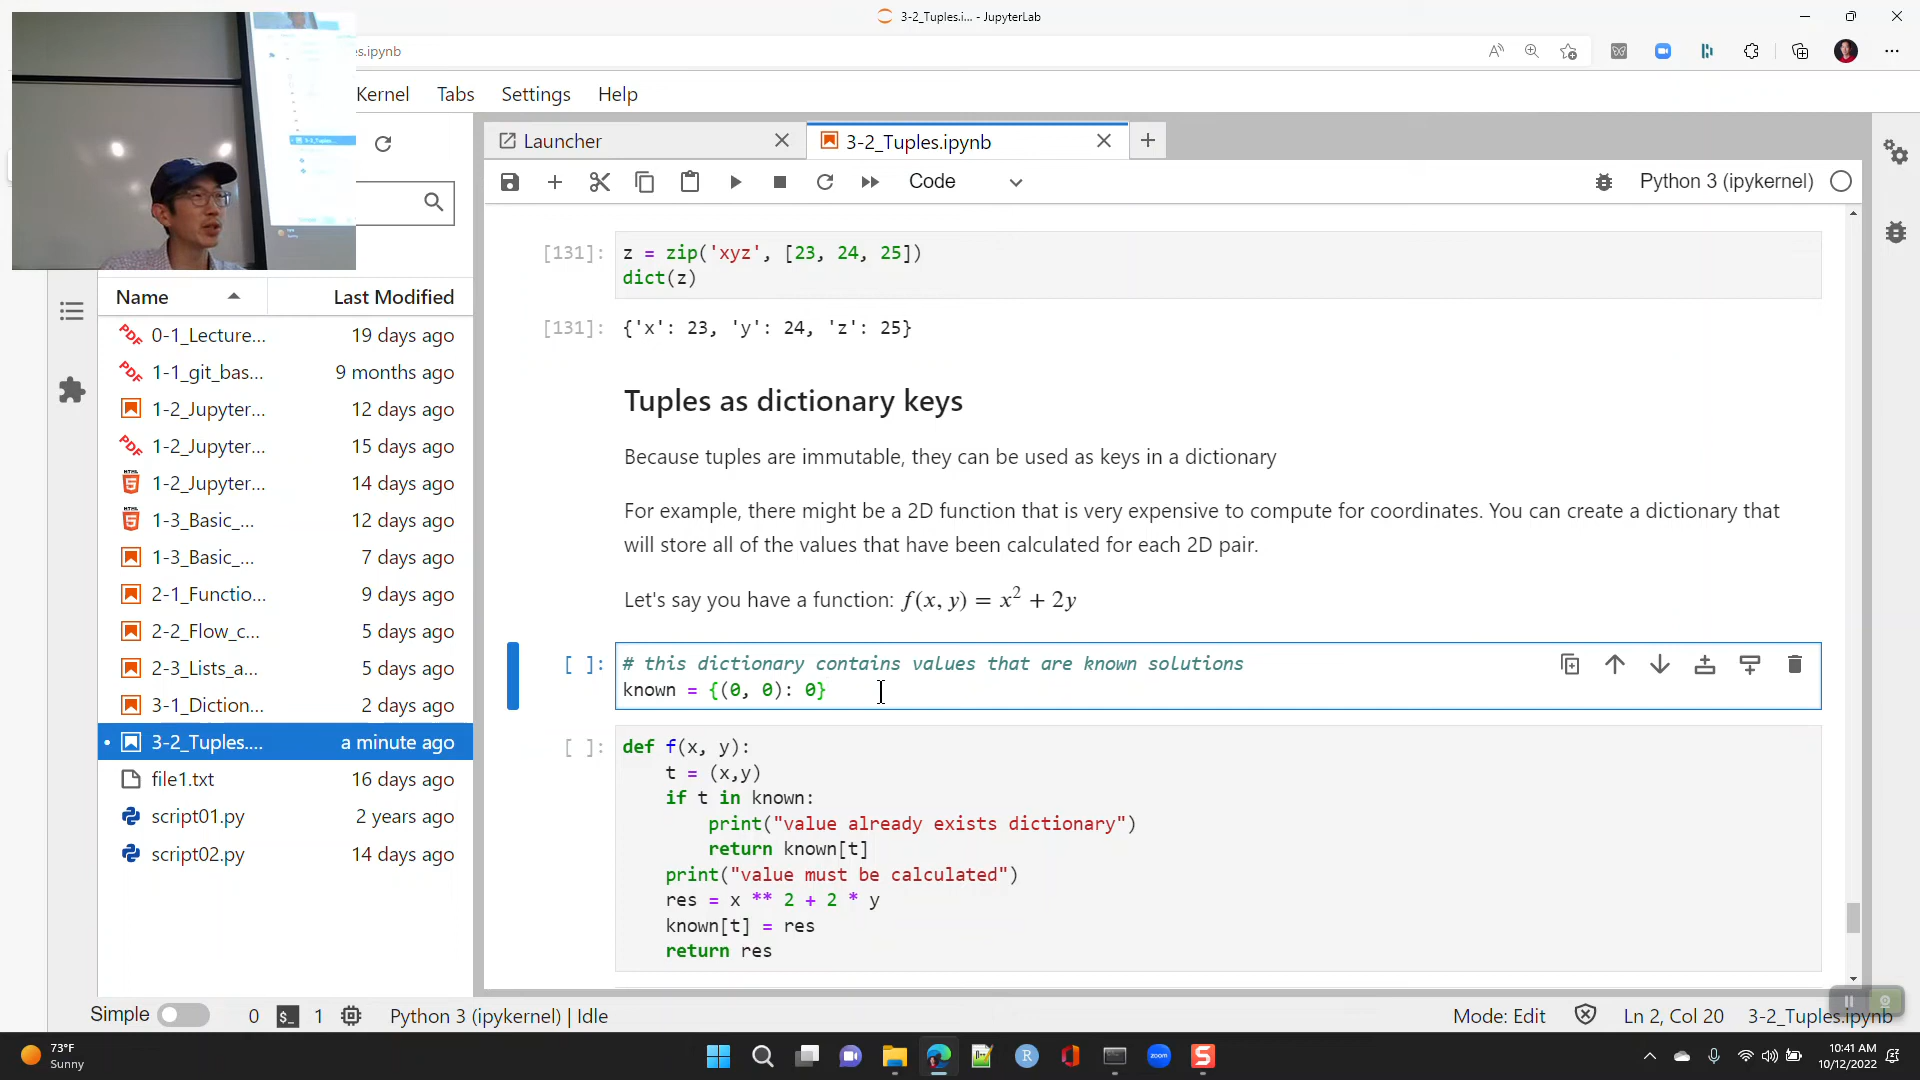 3-2_Tuples.i... - JupyterLab
es.ipynb
Kernel Tabs Settings Help
Launcher
3-2_Tuples.ipynb
Code
Python 3 (ipykernel)
Name Last Modified
0-1_Lecture... 19 days ago
1-1_git_bas... 9 months ago
1-2_Jupyter... 12 days ago
1-2_Jupyter... 15 days ago
1-2_Jupyter... 14 days ago
1-3_Basic_... 12 days ago
1-3_Basic_... 7 days ago
2-1_Functio... 9 days ago
2-2_Flow_c... 5 days ago
2-3_Lists_a... 5 days ago
3-1_Diction... 2 days ago
3-2_Tuples.... a minute ago
file1.txt 16 days ago
script01.py 2 years ago
script02.py 14 days ago
[131]: z = zip('xyz', [23, 24, 25])
dict(z)
[131]: {'x': 23, 'y': 24, 'z': 25}
Tuples as dictionary keys
Because tuples are immutable, they can be used as keys in a dictionary
For example, there might be a 2D function that is very expensive to compute for coordinates. You can create a dictionary that
will store all of the values that have been calculated for each 2D pair.
Let's say you have a function: f(x, y) = x² + 2y
[ ]: # this dictionary contains values that are known solutions
known = {(0, 0): 0}
[ ]: def f(x, y):
    t = (x,y)
    if t in known:
        print("value already exists dictionary")
        return known[t]
    print("value must be calculated")
    res = x ** 2 + 2 * y
    known[t] = res
    return res
Simple 0 1 Python 3 (ipykernel) | Idle
Mode: Edit Ln 2, Col 20 3-2_Tuples.ipynb
73°F
Sunny
10:41 AM
10/12/2022